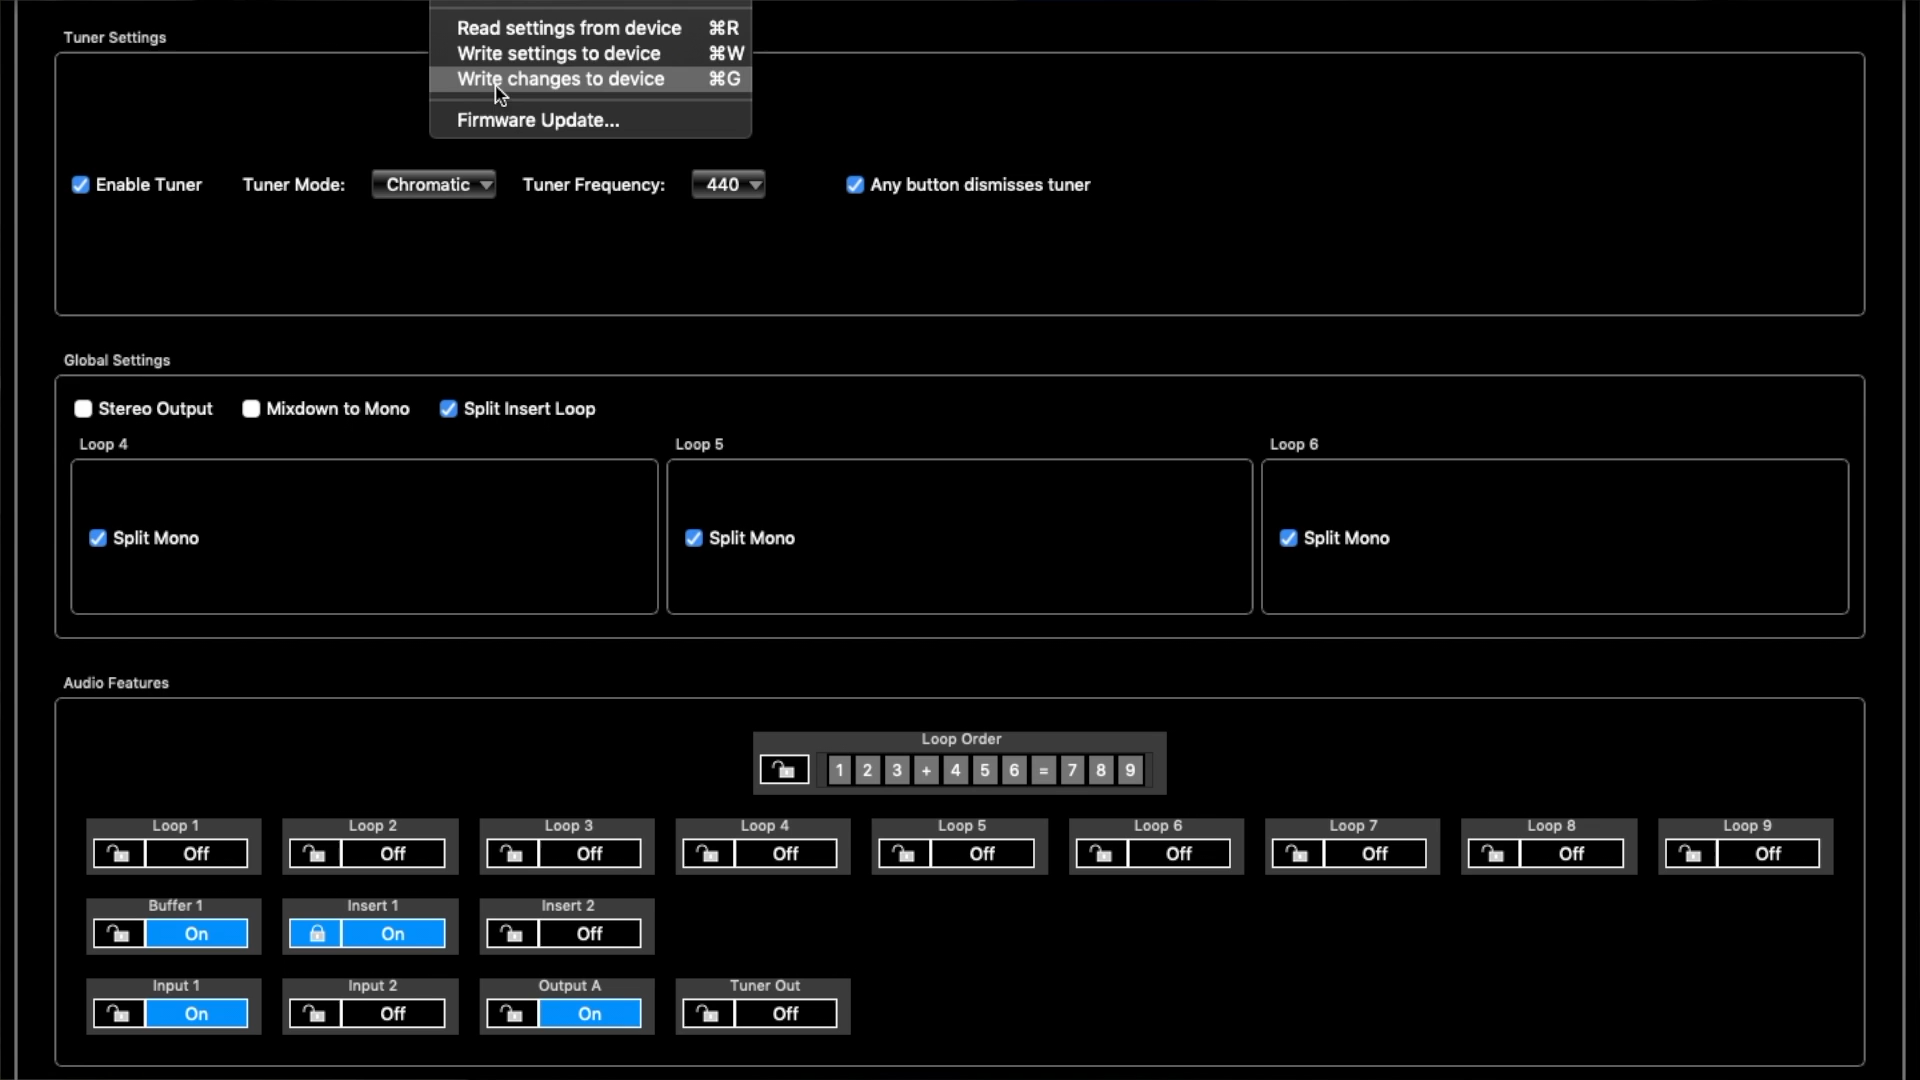 Read settings from device ⌘R
Write settings to device ⌘W
Write changes to device ⌘G
Firmware Update...
Tuner Settings
Enable Tuner Tuner Mode: Chromatic Tuner Frequency: 440 Any button dismisses tuner
Global Settings
Stereo Output Mixdown to Mono Split Insert Loop
Loop 4 Loop 5 Loop 6
Split Mono Split Mono Split Mono
Audio Features
Loop Order
1 2 3 + 4 5 6 = 7 8 9
Loop 1 Loop 2 Loop 3 Loop 4 Loop 5 Loop 6 Loop 7 Loop 8 Loop 9
Off Off Off Off Off Off Off Off Off
Buffer 1 Insert 1 Insert 2
On On Off
Input 1 Input 2 Output A Tuner Out
On Off On Off